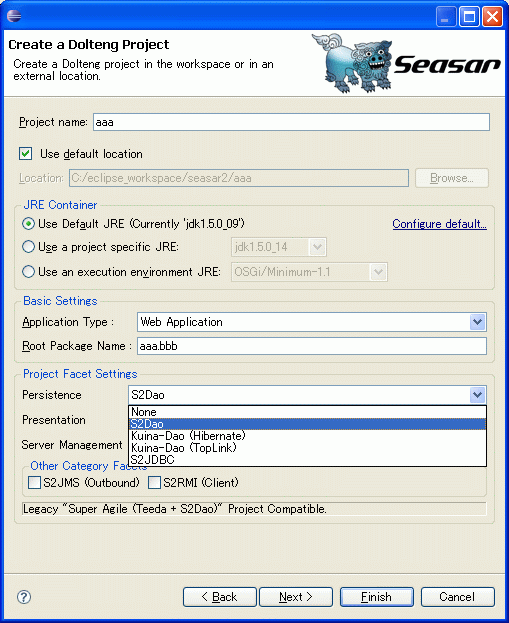 Create a Dolteng Project
Create a Dolteng project in the workspace or in an
external location.
Seasar
Project name: aaa
Use default location
Location: C:/eclipse_workspace/seasar2/aaa Browse...
JRE Container
Use Default JRE (Currently 'jdk1.5.0_09') Configure default...
Use a project specific JRE: jdk1.5.0_14
Use an execution environment JRE: OSGi/Minimum-1.1
Basic Settings
Application Type : Web Application
Root Package Name : aaa.bbb
Project Facet Settings
Persistence S2Dao
None
Presentation S2Dao
Kuina-Dao (Hibernate)
Server Management Kuina-Dao (TopLink)
S2JDBC
Other Category Facets
S2JMS (Outbound) S2RMI (Client)
Legacy "Super Agile (Teeda + S2Dao)" Project Compatible.
? < Back Next > Finish Cancel